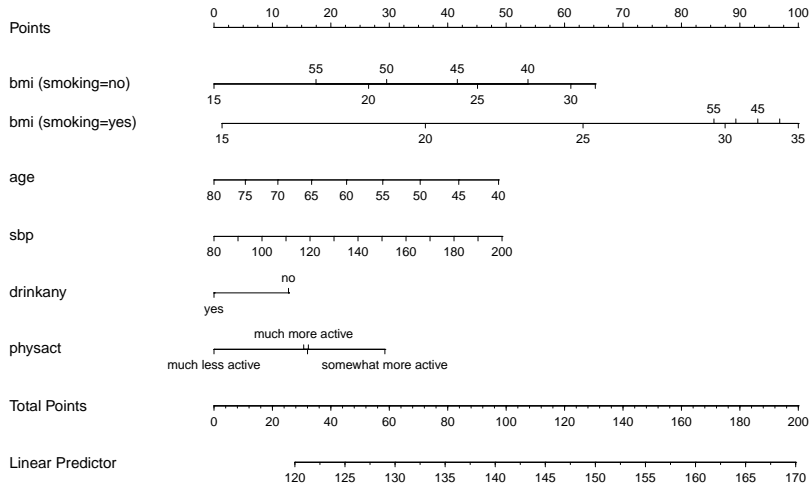 Points
0 10 20 30 40 50 60 70 80 90 100
bmi (smoking=no)
55 50 45 40
15 20 25 30
bmi (smoking=yes)
55 45
15 20 25 30 35
age
80 75 70 65 60 55 50 45 40
sbp
80 100 120 140 160 180 200
drinkany
no
yes
physact
much more active
much less active somewhat more active
Total Points
0 20 40 60 80 100 120 140 160 180 200
Linear Predictor
120 125 130 135 140 145 150 155 160 165 170